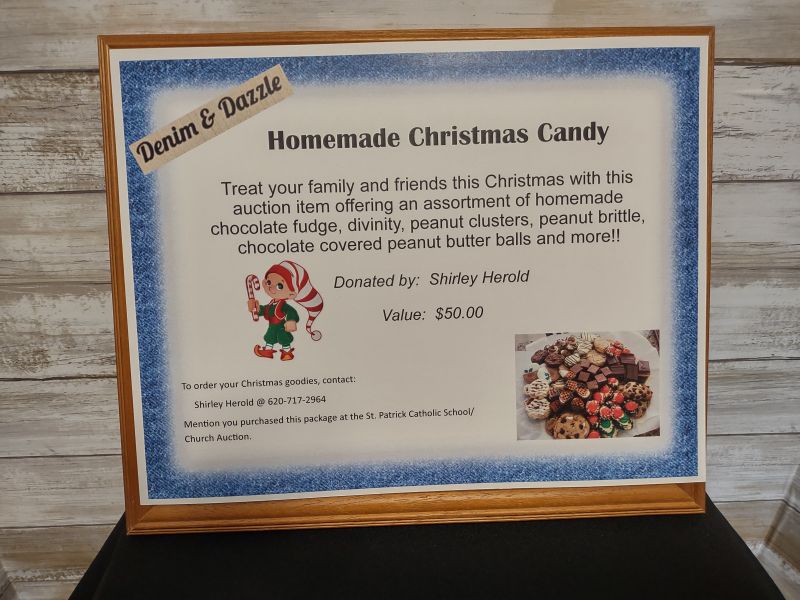 Denim & Dazzle
Homemade Christmas Candy
Treat your family and friends this Christmas with this
auction item offering an assortment of homemade
chocolate fudge, divinity, peanut clusters, peanut brittle,
chocolate covered peanut butter balls and more!!
Donated by: Shirley Herold
Value: $50.00
To order your Christmas goodies, contact:
Shirley Herold @ 620-717-2964
Mention you purchased this package at the St. Patrick Catholic School/
Church Auction.